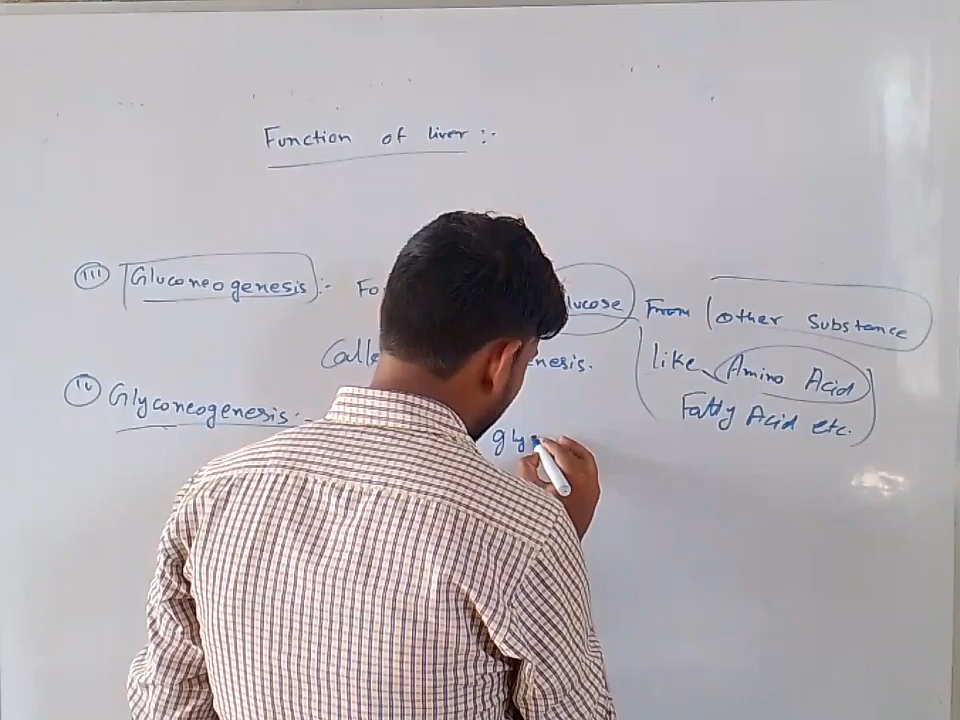 Function of liver :-
(iii) Gluconeogenesis :- Fo lucose From other Substance
Calle nesis. like Amino Acid
Fatty Acid etc.
(iv) Glyconeogenesis :
gly